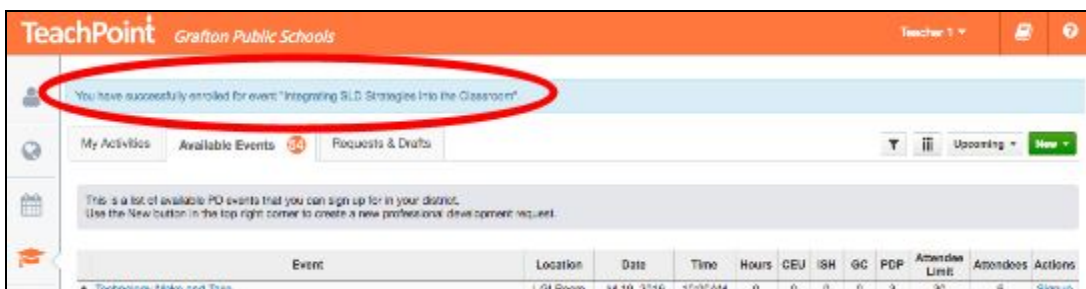 TeachPoint Grafton Public Schools Teacher 1
You have successfully enrolled for event "Integrating SLD Strategies Into the Classroom"
My Activities Available Events Requests & Drafts Upcoming New
This is a list of available PD events that you can sign up for in your district.
Use the New button in the top right corner to create a new professional development request.
Event Location Date Time Hours CEU ISH GC PDP Attendee Limit Attendees Actions